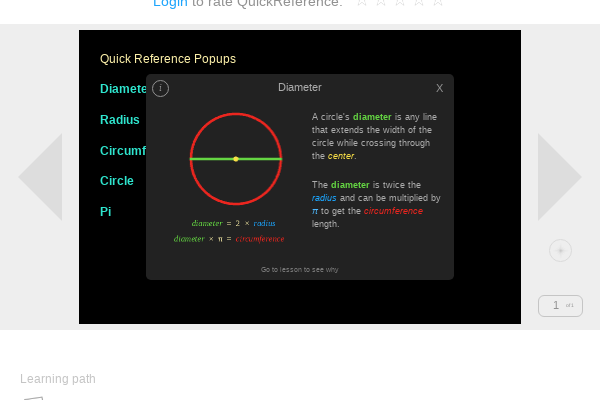 Login to rate QuickReference.
Quick Reference Popups
Diamete
Radius
Circumf
Circle
Pi
i
Diameter
X
A circle's diameter is any line
that extends the width of the
circle while crossing through
the center.
The diameter is twice the
radius and can be multiplied by
π to get the circumference
length.
diameter = 2 × radius
diameter × π = circumference
Go to lesson to see why
1
Learning path